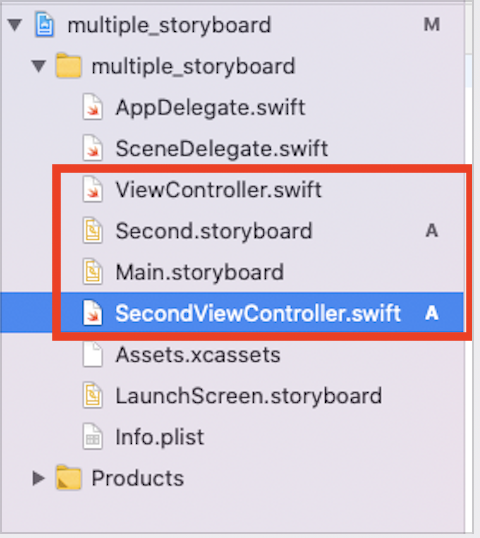 multiple_storyboard M
multiple_storyboard
AppDelegate.swift
SceneDelegate.swift
ViewController.swift
Second.storyboard A
Main.storyboard
SecondViewController.swift A
Assets.xcassets
LaunchScreen.storyboard
Info.plist
Products